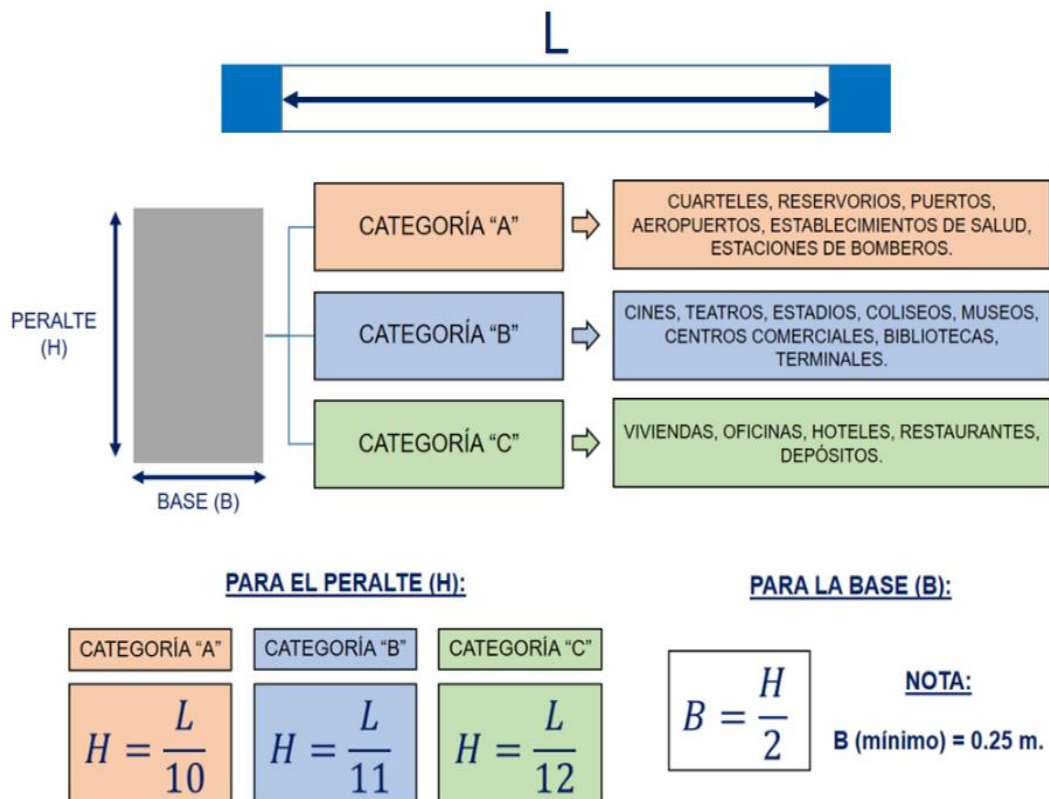 L
CATEGORÍA “A”
CUARTELES, RESERVORIOS, PUERTOS,
AEROPUERTOS, ESTABLECIMIENTOS DE SALUD,
ESTACIONES DE BOMBEROS.
PERALTE
(H)
CATEGORÍA “B”
CINES, TEATROS, ESTADIOS, COLISEOS, MUSEOS,
CENTROS COMERCIALES, BIBLIOTECAS,
TERMINALES.
CATEGORÍA “C”
VIVIENDAS, OFICINAS, HOTELES, RESTAURANTES,
DEPÓSITOS.
BASE (B)
PARA EL PERALTE (H):
CATEGORÍA “A”
H = L/10
CATEGORÍA “B”
H = L/11
CATEGORÍA “C”
H = L/12
PARA LA BASE (B):
B = H/2
NOTA:
B (mínimo) = 0.25 m.